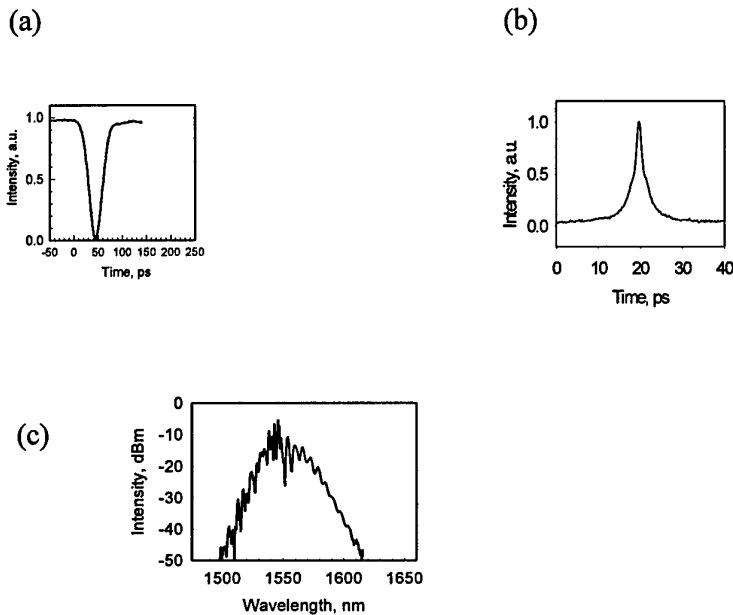 (a)
(b)
1.0
0.5
0.0
Intensity, a.u.
-50 0 50 100 150 200 250
Time, ps
1.0
0.5
0.0
Intensity, a.u.
0 10 20 30 40
Time, ps
(c)
0
-10
-20
-30
-40
-50
Intensity, dBm
1500 1550 1600 1650
Wavelength, nm